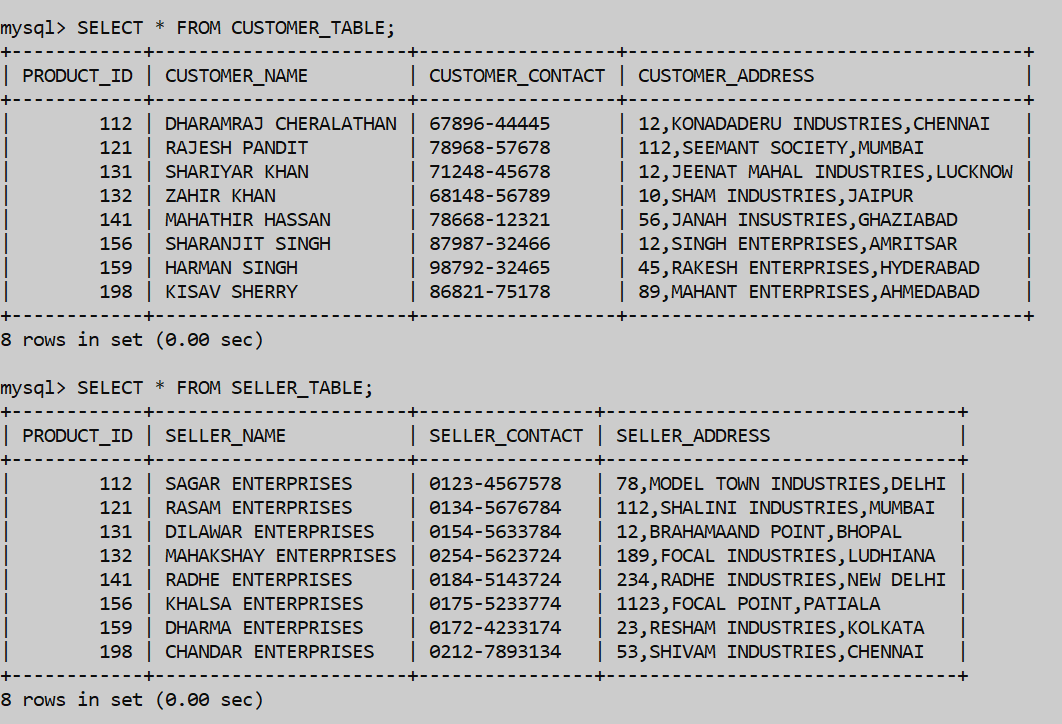 mysql> SELECT * FROM CUSTOMER_TABLE;
+------------+-----------------------+------------------+-------------------------------------+
| PRODUCT_ID | CUSTOMER_NAME         | CUSTOMER_CONTACT | CUSTOMER_ADDRESS                   |
+------------+-----------------------+------------------+-------------------------------------+
|        112 | DHARAMRAJ CHERALATHAN | 67896-44445      | 12,KONADADERU INDUSTRIES,CHENNAI   |
|        121 | RAJESH PANDIT         | 78968-57678      | 112,SEEMANT SOCIETY,MUMBAI         |
|        131 | SHARIYAR KHAN         | 71248-45678      | 12,JEENAT MAHAL INDUSTRIES,LUCKNOW |
|        132 | ZAHIR KHAN            | 68148-56789      | 10,SHAM INDUSTRIES,JAIPUR          |
|        141 | MAHATHIR HASSAN       | 78668-12321      | 56,JANAH INSUSTRIES,GHAZIABAD      |
|        156 | SHARANJIT SINGH       | 87987-32466      | 12,SINGH ENTERPRISES,AMRITSAR      |
|        159 | HARMAN SINGH          | 98792-32465      | 45,RAKESH ENTERPRISES,HYDERABAD    |
|        198 | KISAV SHERRY          | 86821-75178      | 89,MAHANT ENTERPRISES,AHMEDABAD    |
+------------+-----------------------+------------------+-------------------------------------+
8 rows in set (0.00 sec)
mysql> SELECT * FROM SELLER_TABLE;
+------------+-----------------------+----------------+--------------------------------+
| PRODUCT_ID | SELLER_NAME           | SELLER_CONTACT | SELLER_ADDRESS                |
+------------+-----------------------+----------------+--------------------------------+
|        112 | SAGAR ENTERPRISES     | 0123-4567578   | 78,MODEL TOWN INDUSTRIES,DELHI |
|        121 | RASAM ENTERPRISES     | 0134-5676784   | 112,SHALINI INDUSTRIES,MUMBAI  |
|        131 | DILAWAR ENTERPRISES   | 0154-5633784   | 12,BRAHAMAAND POINT,BHOPAL     |
|        132 | MAHAKSHAY ENTERPRISES | 0254-5623724   | 189,FOCAL INDUSTRIES,LUDHIANA  |
|        141 | RADHE ENTERPRISES     | 0184-5143724   | 234,RADHE INDUSTRIES,NEW DELHI |
|        156 | KHALSA ENTERPRISES    | 0175-5233774   | 1123,FOCAL POINT,PATIALA       |
|        159 | DHARMA ENTERPRISES    | 0172-4233174   | 23,RESHAM INDUSTRIES,KOLKATA   |
|        198 | CHANDAR ENTERPRISES   | 0212-7893134   | 53,SHIVAM INDUSTRIES,CHENNAI   |
+------------+-----------------------+----------------+--------------------------------+
8 rows in set (0.00 sec)